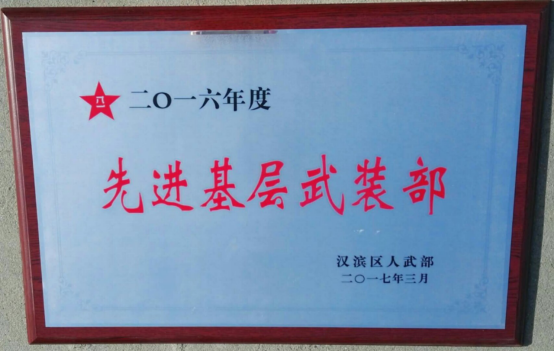 八一
二〇一六年度
先进基层武装部
汉滨区人武部
二〇一七年三月